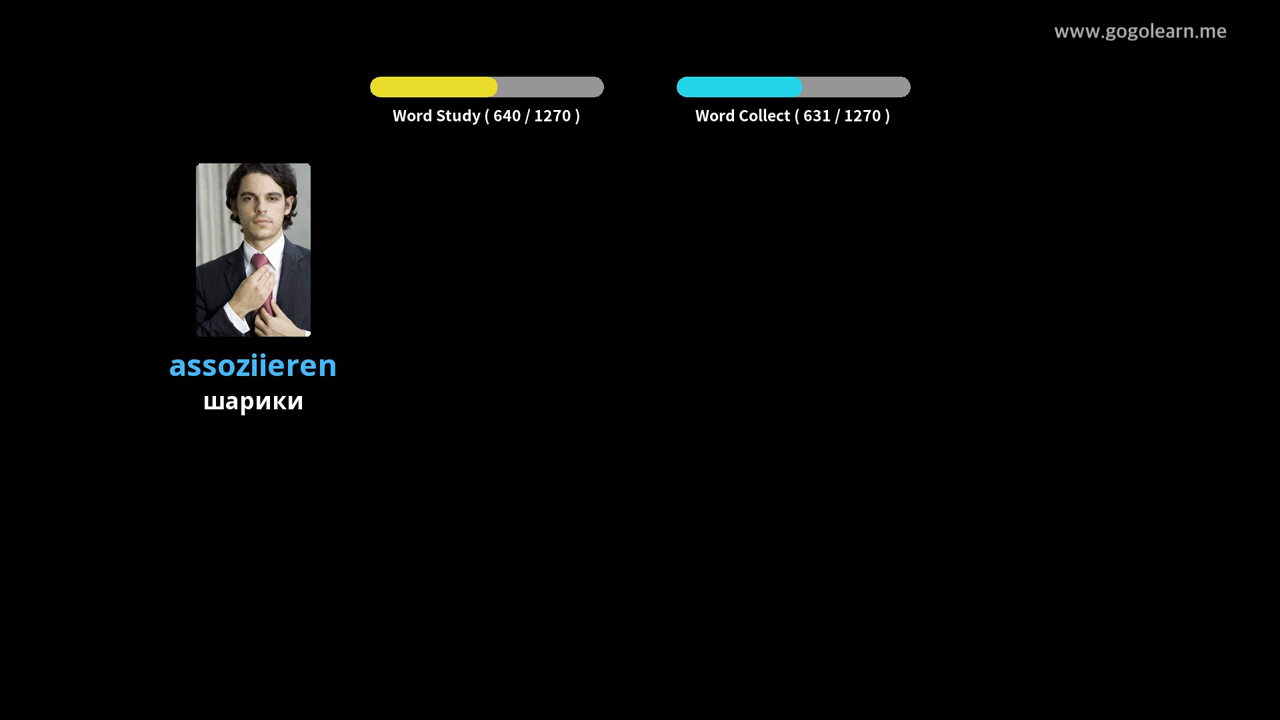 www.gogolearn.me
Word Study ( 640 / 1270 )
Word Collect ( 631 / 1270 )
assoziieren
шарики